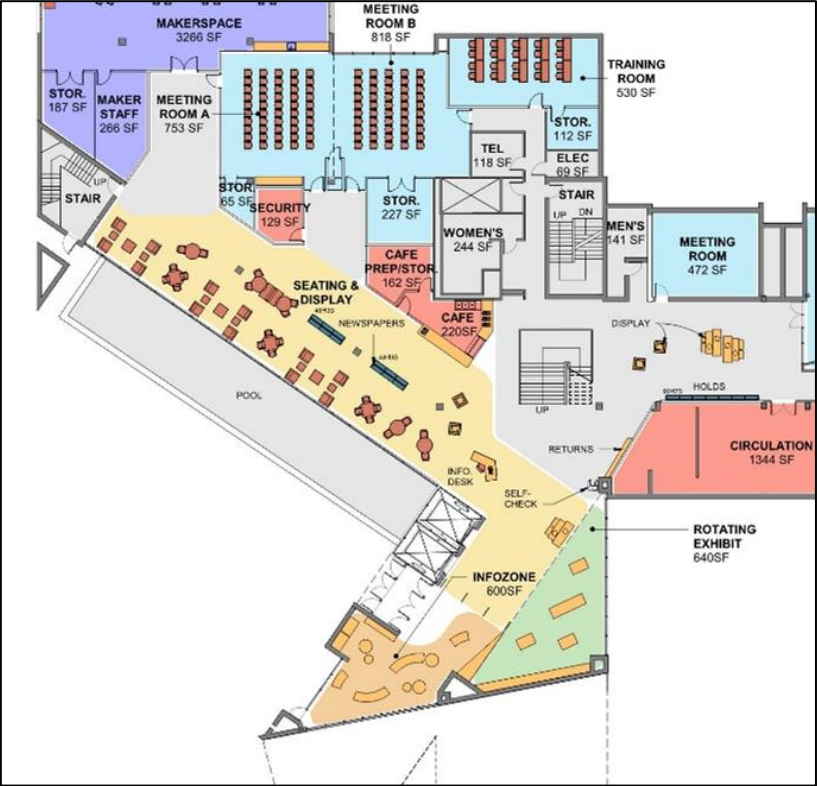 MAKERSPACE
3266 SF
MEETING
ROOM B
818 SF
TRAINING
ROOM
530 SF
STOR.
187 SF
MAKER
STAFF
266 SF
MEETING
ROOM A
753 SF
STOR.
112 SF
TEL
118 SF
ELEC
69 SF
UP
STAIR
STOR.
65 SF
SECURITY
129 SF
STOR.
227 SF
STAIR
UP
DN
WOMEN'S
244 SF
MEN'S
141 SF
MEETING
ROOM
472 SF
CAFE
PREP/STOR.
162 SF
SEATING &
DISPLAY
NEWSPAPERS
CAFE
220SF
DISPLAY
POOL
UP
HOLDS
RETURNS
CIRCULATION
1344 SF
INFO.
DESK
SELF-
CHECK
ROTATING
EXHIBIT
640SF
INFOZONE
600SF